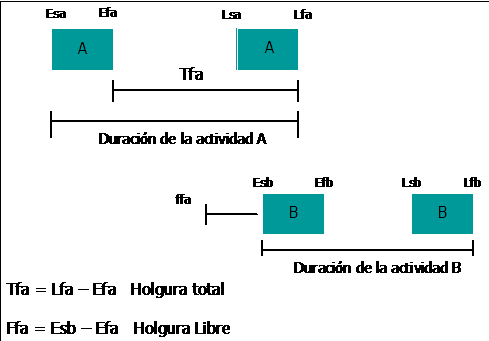 Esa Efa Lsa Lfa
A A
Tfa
Duración de la actividad A
Esb Efb Lsb Lfb
ffa
B B
Duración de la actividad B
Tfa = Lfa – Efa Holgura total
Ffa = Esb – Efa Holgura Libre